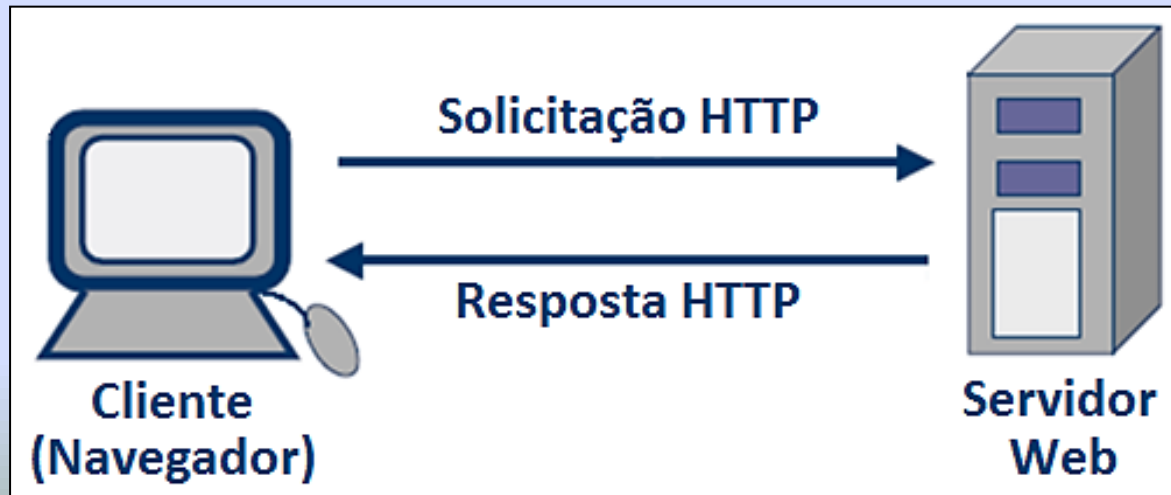 Solicitação HTTP
Resposta HTTP
Cliente
(Navegador)
Servidor
Web